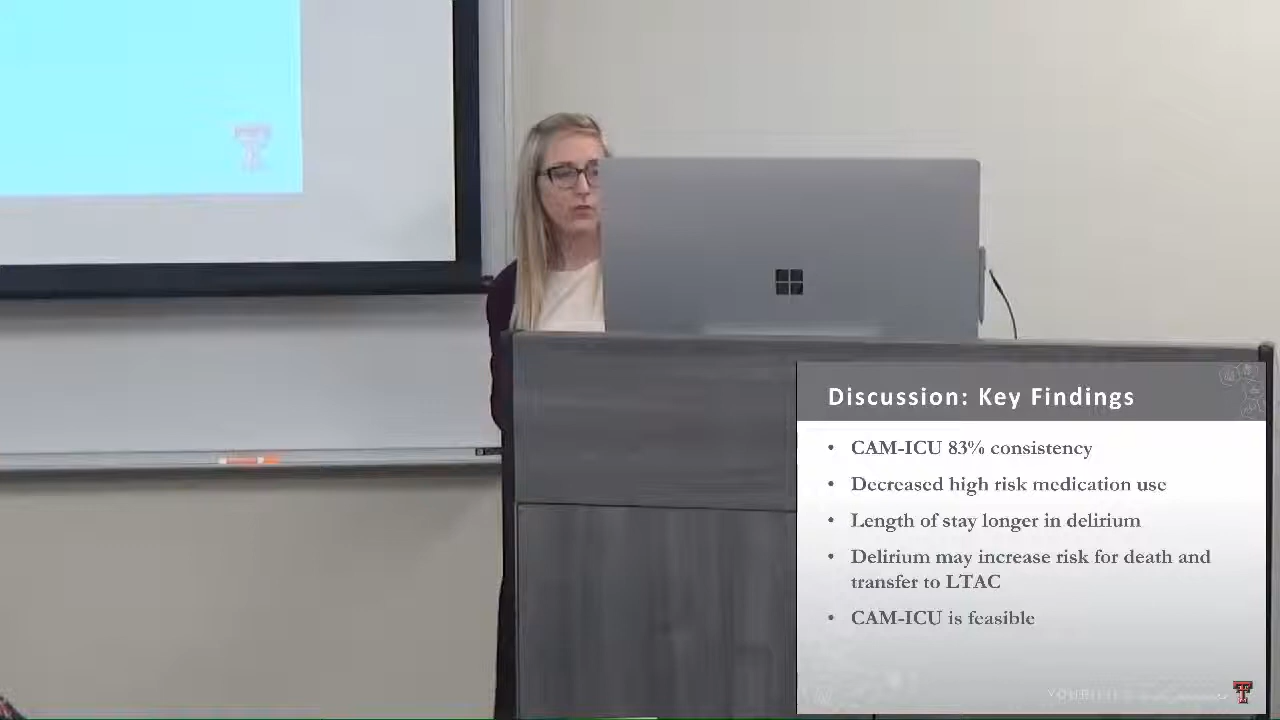 Discussion: Key Findings
• CAM-ICU 83% consistency
• Decreased high risk medication use
• Length of stay longer in delirium
• Delirium may increase risk for death and
transfer to LTAC
• CAM-ICU is feasible